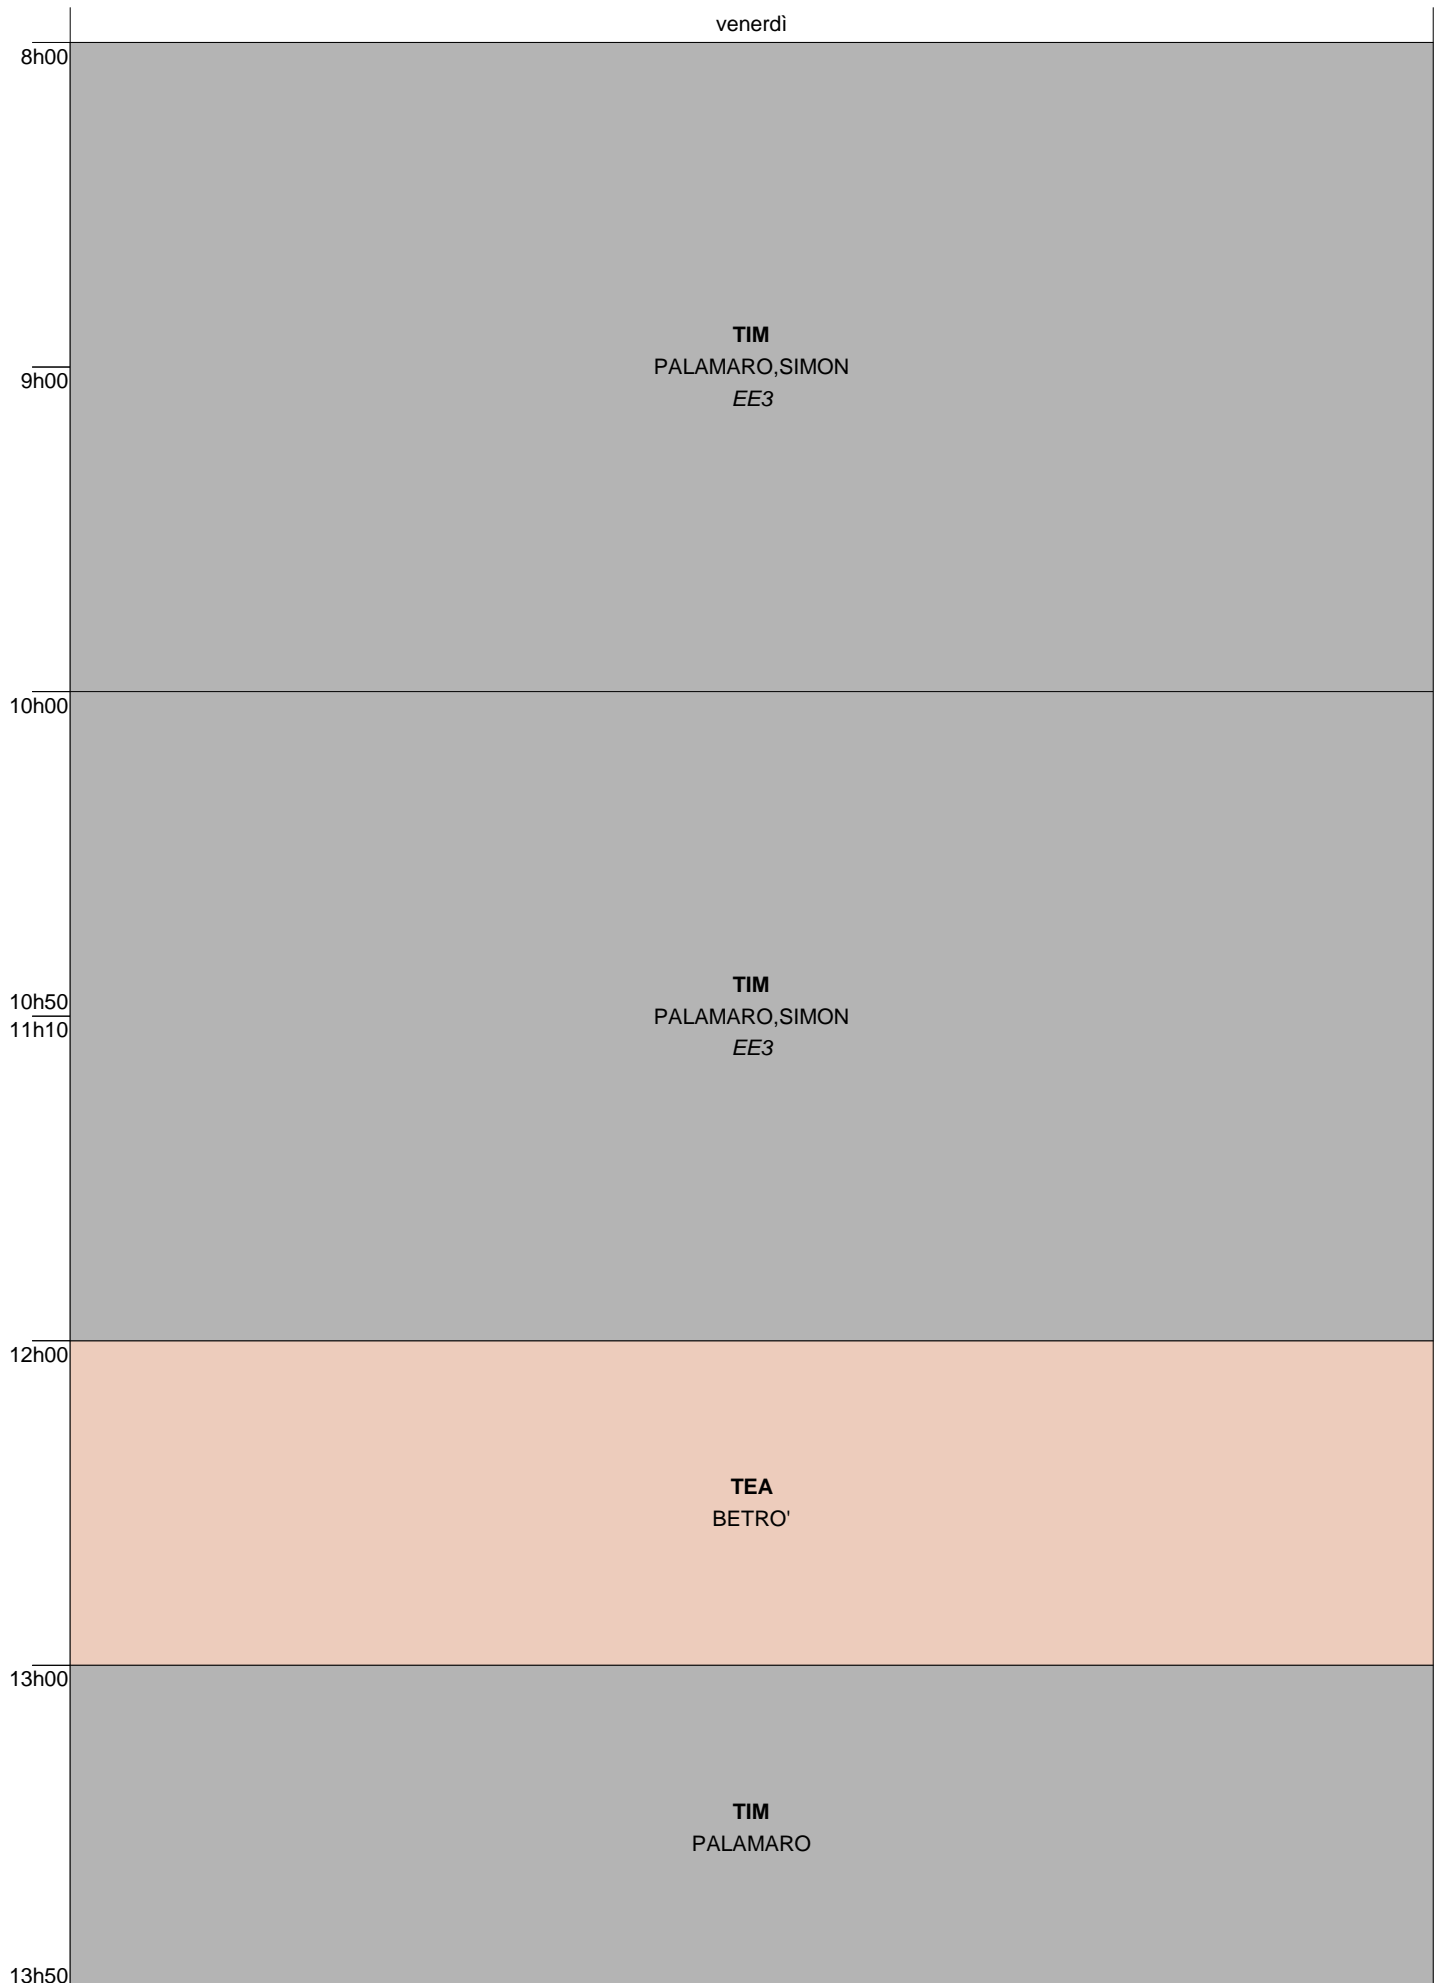 venerdì
8h00
TIM
PALAMARO,SIMON
EE3
9h00
10h00
TIM
PALAMARO,SIMON
EE3
10h50
11h10
12h00
TEA
BETRO'
13h00
TIM
PALAMARO
13h50